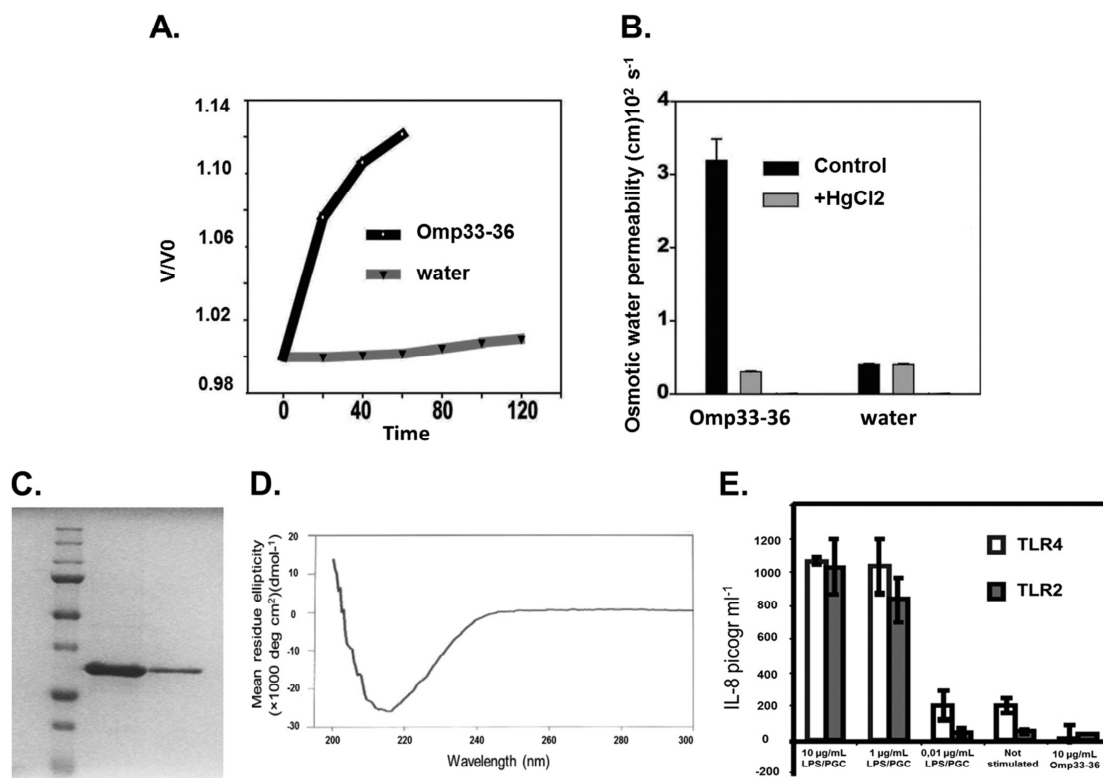 A.
1.14
1.10
1.06
1.02
0.98
V/V0
Omp33-36
water
0
40
80
120
Time
B.
Osmotic water permeability (cm)10² s⁻¹
4
3
2
1
0
Control
+HgCl2
Omp33-36
water
C.
D.
Mean residue ellipticity
(×1000 deg cm²)(dmol-¹)
20
10
0
-10
-20
-30
200
220
240
260
280
300
Wavelength (nm)
E.
IL-8 picogr ml⁻¹
1200
1000
800
600
400
200
0
-200
TLR4
TLR2
10 µg/mL
LPS/PGC
1 µg/mL
LPS/PGC
0,01 µg/mL
LPS/PGC
Not
stimulated
10 µg/mL
Omp33-36